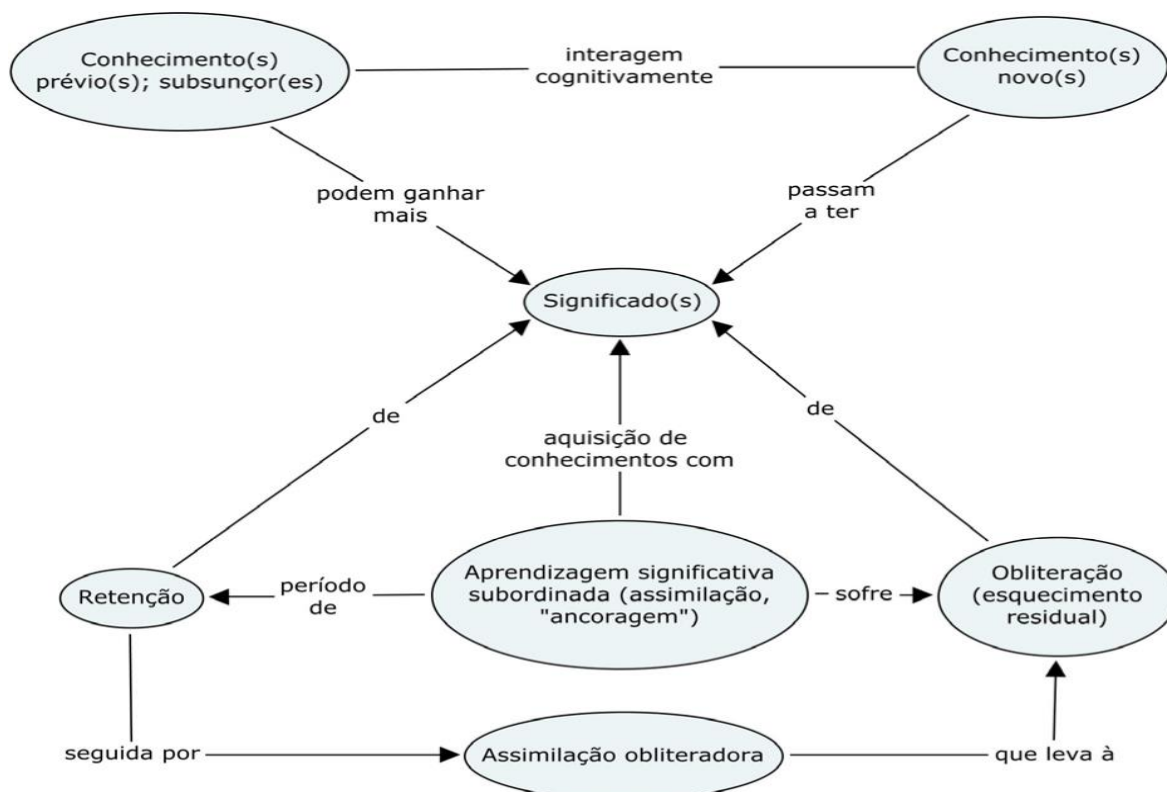 Conhecimento(s)
prévio(s); subsunçor(es)
interagem
cognitivamente
Conhecimento(s)
novo(s)
podem ganhar
mais
passam
a ter
Significado(s)
de
de
aquisição de
conhecimentos com
Retenção
período
de
Aprendizagem significativa
subordinada (assimilação,
"ancoragem")
sofre
Obliteração
(esquecimento
residual)
seguida por
Assimilação obliteradora
que leva à